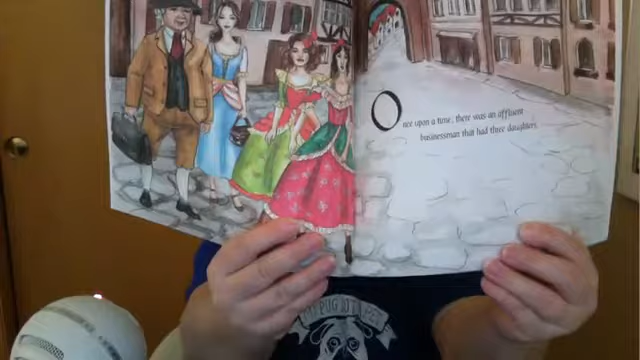 Once upon a time, there was an affluent
businessman that had three daughters.